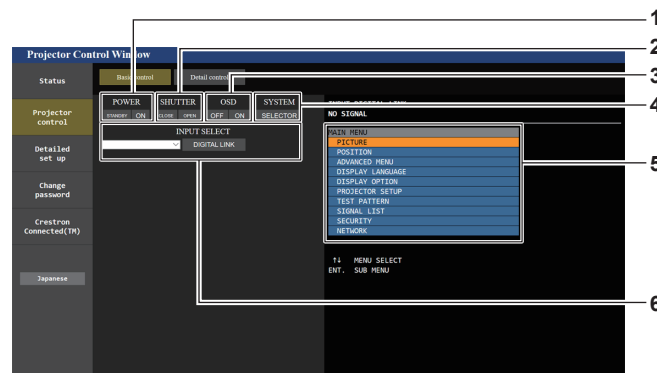 1
Projector Control Window
2
Status
Basic control
Detail control
3
POWER
SHUTTER
OSD
SYSTEM
4
STANDBY ON
CLOSE OPEN
OFF ON
SELECTOR
INPUT DIGITAL LINK
NO SIGNAL
Projector
control
INPUT SELECT
DIGITAL LINK
MAIN MENU
PICTURE
POSITION
ADVANCED MENU
DISPLAY LANGUAGE
DISPLAY OPTION
PROJECTOR SETUP
TEST PATTERN
SIGNAL LIST
SECURITY
NETWORK
5
Detailed
set up
Change
password
Crestron
Connected(TM)
↑↓ MENU SELECT
ENT. SUB MENU
Japanese
6